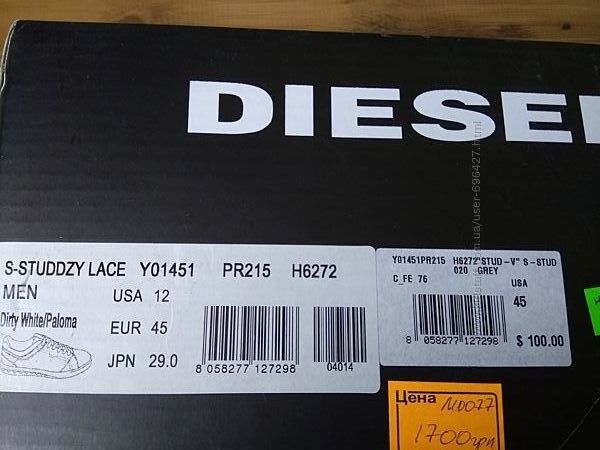 DIESEL
S-STUDDZY LACE Y01451 PR215 H6272
MEN
USA 12
Dirty White/Paloma
EUR 45
JPN 29.0
8 058277 127298
04014
Y01451PR215 H6272"STUD-V" S-STUD
020 GREY
C_FE 76
USA
45
8 058277 127298
$ 100.00
Цена
1700грн